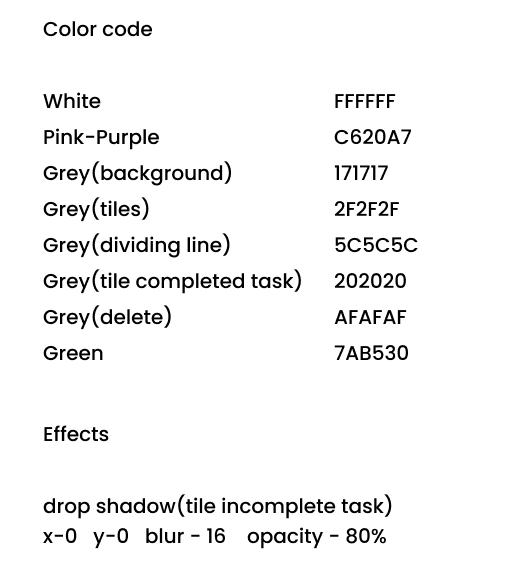 Color code
White FFFFFF
Pink-Purple C620A7
Grey(background) 171717
Grey(tiles) 2F2F2F
Grey(dividing line) 5C5C5C
Grey(tile completed task) 202020
Grey(delete) AFAFAF
Green 7AB530
Effects
drop shadow(tile incomplete task)
x-0 y-0 blur - 16 opacity - 80%